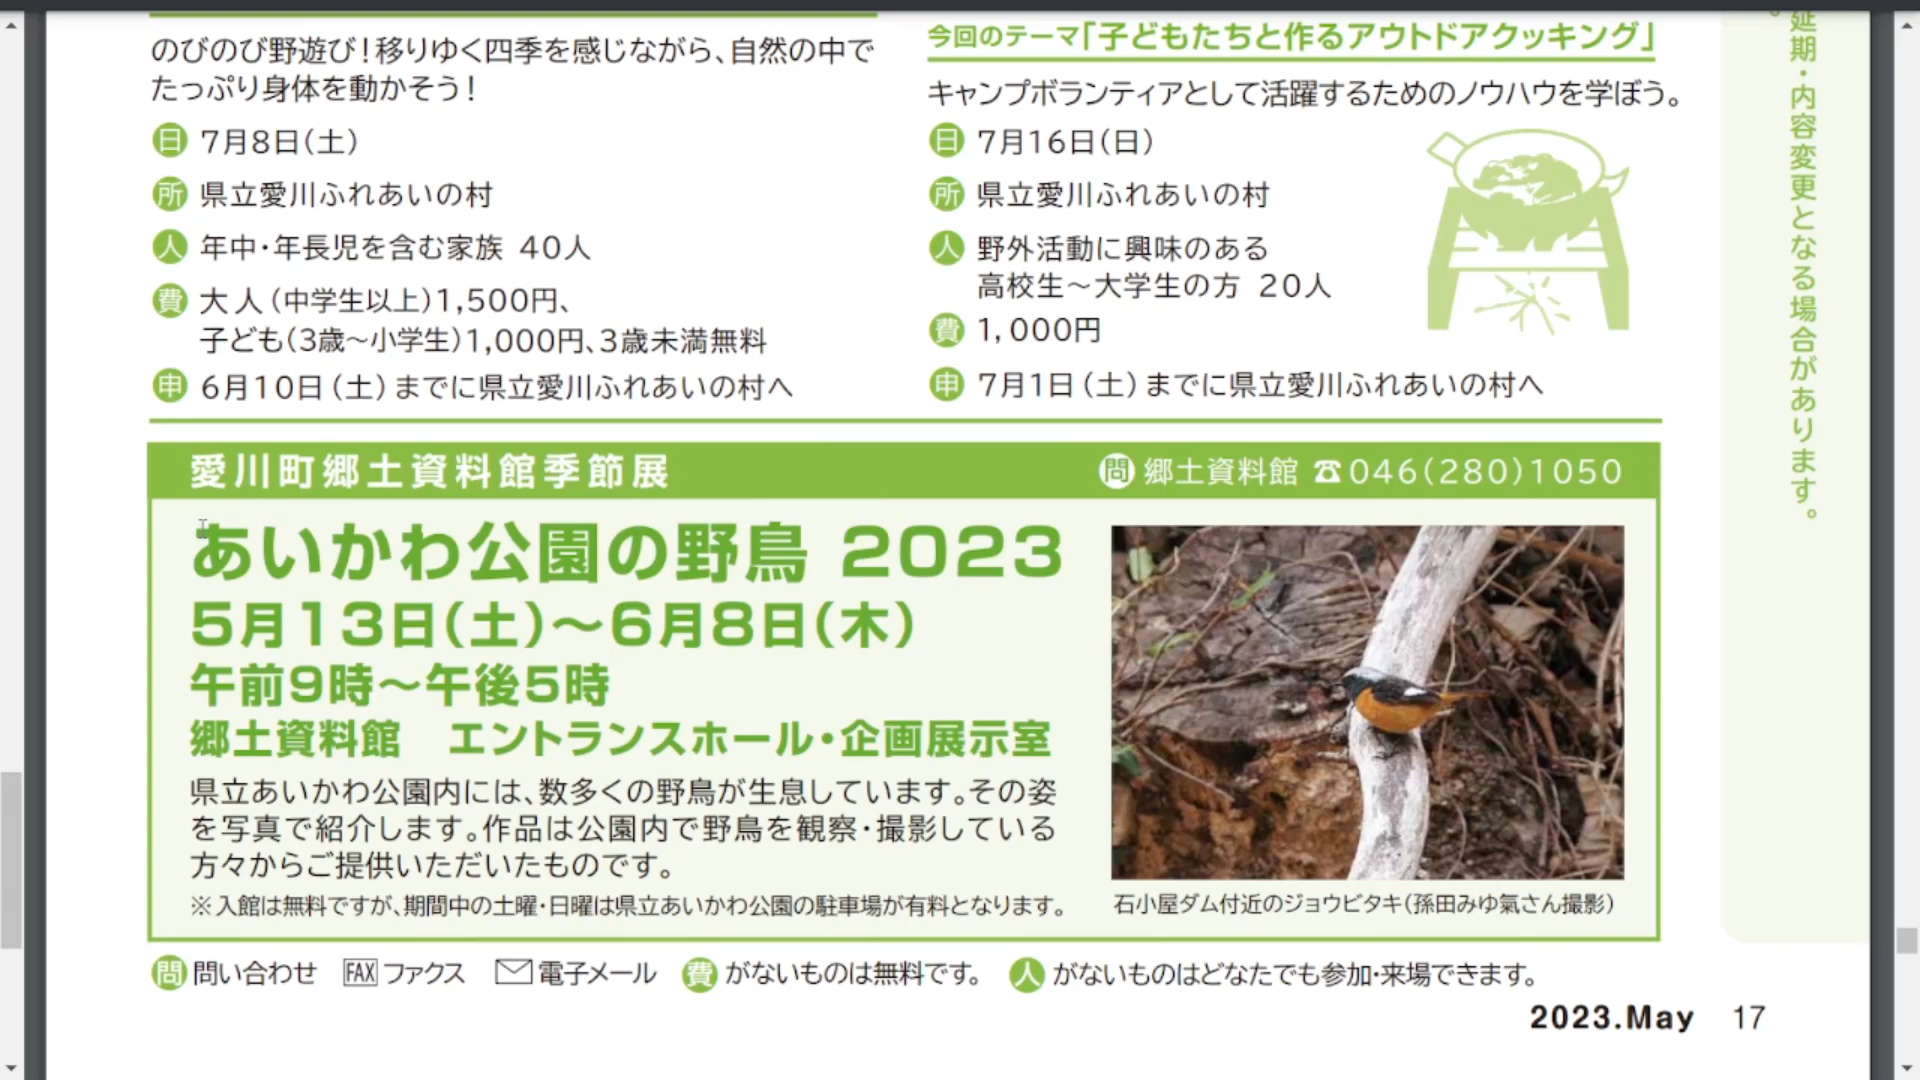 のびのび野遊び！移りゆく四季を感じながら、自然の中で
たっぷり身体を動かそう！
日 7月8日（土）
所 県立愛川ふれあいの村
人 年中・年長児を含む家族 40人
費 大人（中学生以上）1,500円、
子ども（3歳～小学生）1,000円、3歳未満無料
申 6月10日（土）までに県立愛川ふれあいの村へ
今回のテーマ「子どもたちと作るアウトドアクッキング」
キャンプボランティアとして活躍するためのノウハウを学ぼう。
日 7月16日（日）
所 県立愛川ふれあいの村
人 野外活動に興味のある
高校生～大学生の方 20人
費 1,000円
申 7月1日（土）までに県立愛川ふれあいの村へ
延期・内容変更となる場合があります。
愛川町郷土資料館季節展
問 郷土資料館 ☎046（280）1050
あいかわ公園の野鳥 2023
5月13日（土）～6月8日（木）
午前9時～午後5時
郷土資料館 エントランスホール・企画展示室
県立あいかわ公園内には、数多くの野鳥が生息しています。その姿
を写真で紹介します。作品は公園内で野鳥を観察・撮影している
方々からご提供いただいたものです。
※入館は無料ですが、期間中の土曜・日曜は県立あいかわ公園の駐車場が有料となります。
石小屋ダム付近のジョウビタキ（孫田みゆ氣さん撮影）
問 問い合わせ FAX ファクス 電子メール 費 がないものは無料です。 人 がないものはどなたでも参加・来場できます。
2023.May 17